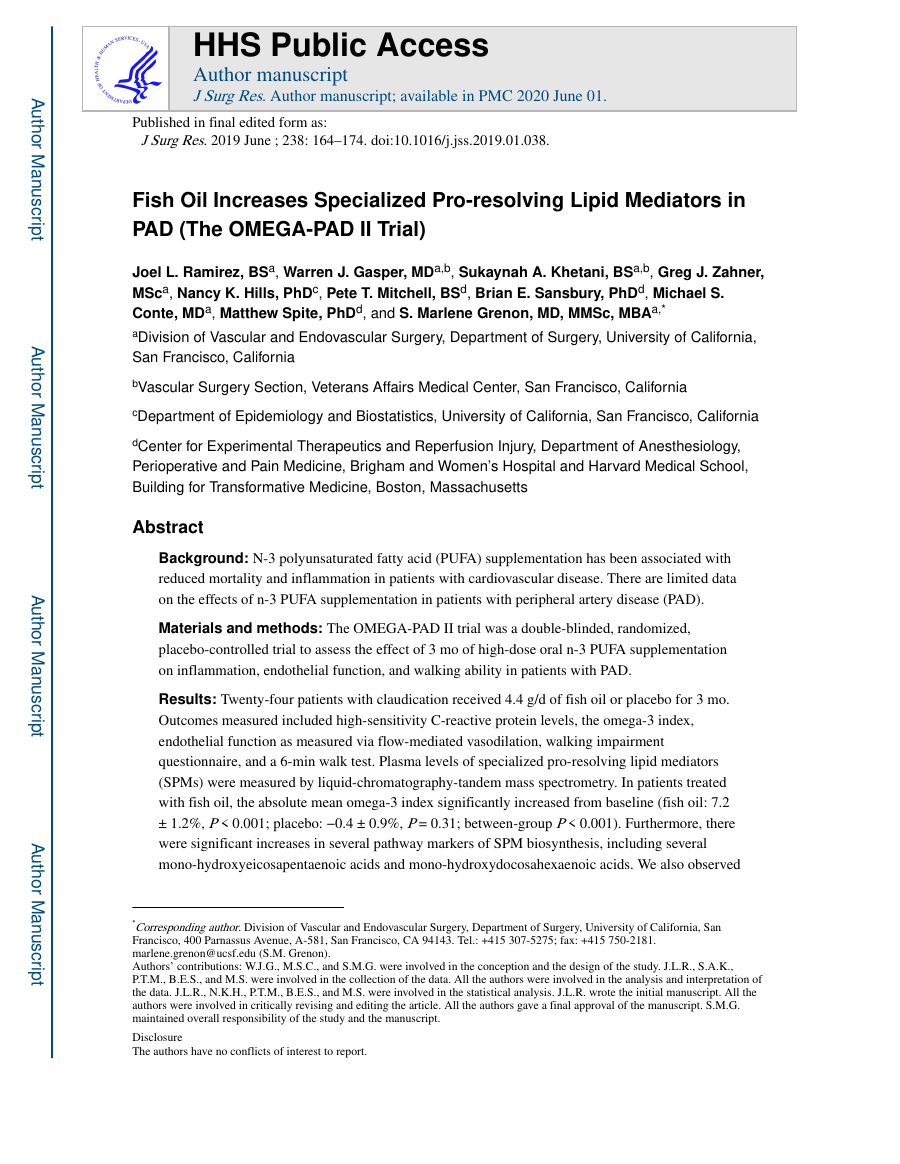 HHS Public Access
Author manuscript
J Surg Res. Author manuscript; available in PMC 2020 June 01.
Published in final edited form as:
J Surg Res. 2019 June ; 238: 164–174. doi:10.1016/j.jss.2019.01.038.
Fish Oil Increases Specialized Pro-resolving Lipid Mediators in
PAD (The OMEGA-PAD II Trial)
Joel L. Ramirez, BSa, Warren J. Gasper, MDa,b, Sukaynah A. Khetani, BSa,b, Greg J. Zahner,
MSca, Nancy K. Hills, PhDc, Pete T. Mitchell, BSd, Brian E. Sansbury, PhDd, Michael S.
Conte, MDa, Matthew Spite, PhDd, and S. Marlene Grenon, MD, MMSc, MBAa,*
aDivision of Vascular and Endovascular Surgery, Department of Surgery, University of California,
San Francisco, California
bVascular Surgery Section, Veterans Affairs Medical Center, San Francisco, California
cDepartment of Epidemiology and Biostatistics, University of California, San Francisco, California
dCenter for Experimental Therapeutics and Reperfusion Injury, Department of Anesthesiology,
Perioperative and Pain Medicine, Brigham and Women's Hospital and Harvard Medical School,
Building for Transformative Medicine, Boston, Massachusetts
Abstract
Background: N-3 polyunsaturated fatty acid (PUFA) supplementation has been associated with
reduced mortality and inflammation in patients with cardiovascular disease. There are limited data
on the effects of n-3 PUFA supplementation in patients with peripheral artery disease (PAD).
Materials and methods: The OMEGA-PAD II trial was a double-blinded, randomized,
placebo-controlled trial to assess the effect of 3 mo of high-dose oral n-3 PUFA supplementation
on inflammation, endothelial function, and walking ability in patients with PAD.
Results: Twenty-four patients with claudication received 4.4 g/d of fish oil or placebo for 3 mo.
Outcomes measured included high-sensitivity C-reactive protein levels, the omega-3 index,
endothelial function as measured via flow-mediated vasodilation, walking impairment
questionnaire, and a 6-min walk test. Plasma levels of specialized pro-resolving lipid mediators
(SPMs) were measured by liquid-chromatography-tandem mass spectrometry. In patients treated
with fish oil, the absolute mean omega-3 index significantly increased from baseline (fish oil: 7.2
± 1.2%, P < 0.001; placebo: −0.4 ± 0.9%, P = 0.31; between-group P < 0.001). Furthermore, there
were significant increases in several pathway markers of SPM biosynthesis, including several
mono-hydroxyeicosapentaenoic acids and mono-hydroxydocosahexaenoic acids. We also observed
*Corresponding author. Division of Vascular and Endovascular Surgery, Department of Surgery, University of California, San
Francisco, 400 Parnassus Avenue, A-581, San Francisco, CA 94143. Tel.: +415 307-5275; fax: +415 750-2181.
marlene.grenon@ucsf.edu (S.M. Grenon).
Authors' contributions: W.J.G., M.S.C., and S.M.G. were involved in the conception and the design of the study. J.L.R., S.A.K.,
P.T.M., B.E.S., and M.S. were involved in the collection of the data. All the authors were involved in the analysis and interpretation of
the data. J.L.R., N.K.H., P.T.M., B.E.S., and M.S. were involved in the statistical analysis. J.L.R. wrote the initial manuscript. All the
authors were involved in critically revising and editing the article. All the authors gave a final approval of the manuscript. S.M.G.
maintained overall responsibility of the study and the manuscript.
Disclosure
The authors have no conflicts of interest to report.
Author Manuscript
Author Manuscript
Author Manuscript
Author Manuscript
DEPARTMENT OF HEALTH & HUMAN SERVICES • USA